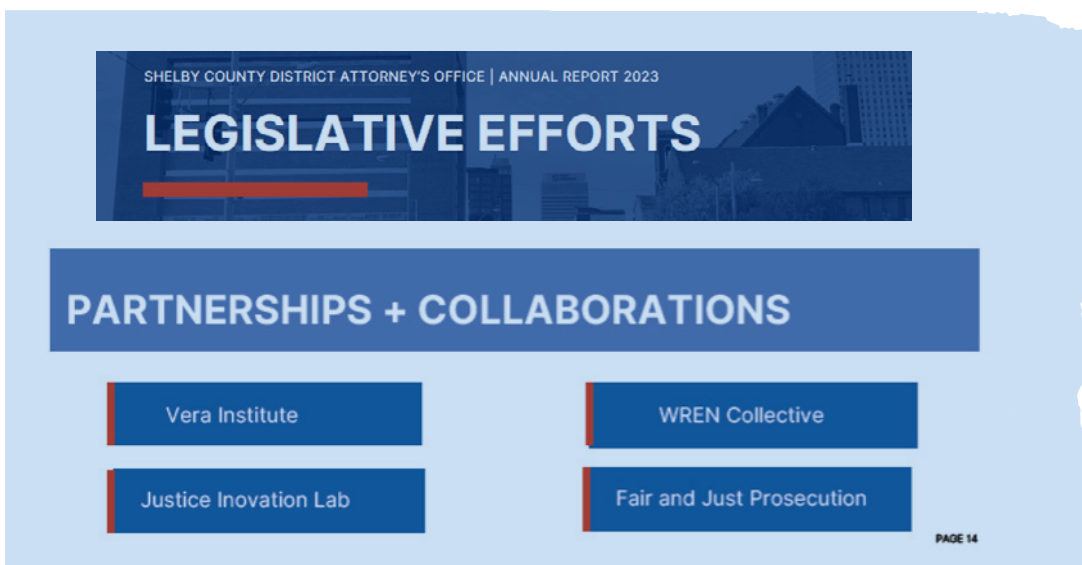 SHELBY COUNTY DISTRICT ATTORNEY'S OFFICE | ANNUAL REPORT 2023
LEGISLATIVE EFFORTS
PARTNERSHIPS + COLLABORATIONS
Vera Institute
WREN Collective
Justice Inovation Lab
Fair and Just Prosecution
PAGE 14